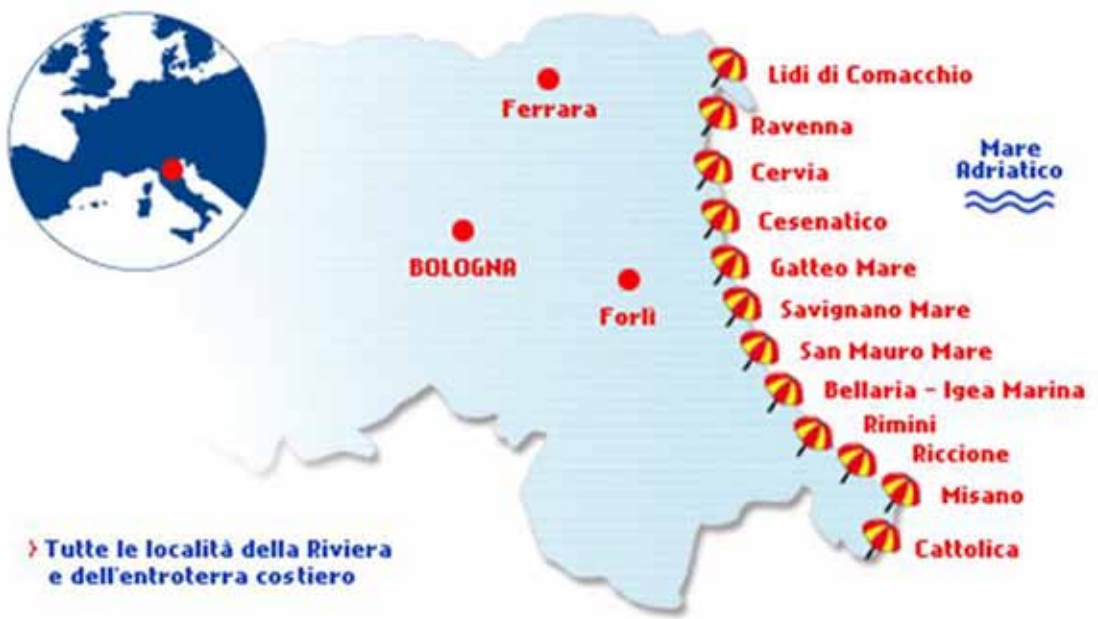 Lidi di Comacchio
Ferrara
Ravenna
Mare
Adriatico
Cervia
Cesenatico
BOLOGNA
Gatteo Mare
Forlì
Savignano Mare
San Mauro Mare
Bellaria - Igea Marina
Rimini
Riccione
Misano
Cattolica
> Tutte le località della Riviera
e dell'entroterra costiero